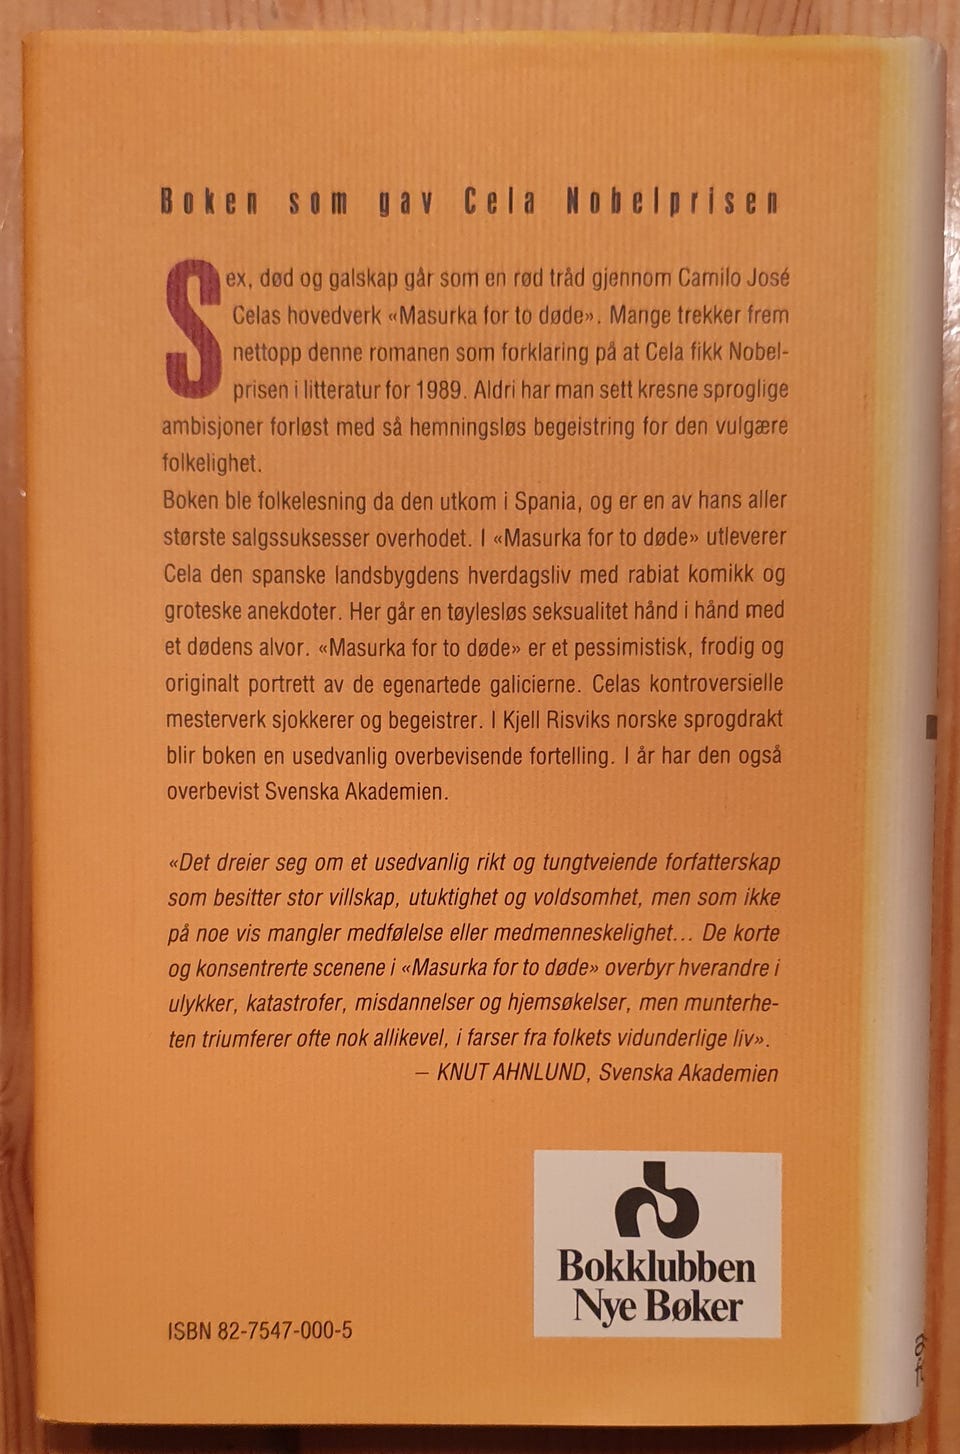 Boken som gav Cela Nobelprisen
Sex, død og galskap går som en rød tråd gjennom Camilo José
Celas hovedverk «Masurka for to døde». Mange trekker frem
nettopp denne romanen som forklaring på at Cela fikk Nobel-
prisen i litteratur for 1989. Aldri har man sett kresne sproglige
ambisjoner forløst med så hemningsløs begeistring for den vulgære
folkelighet.
Boken ble folkelesning da den utkom i Spania, og er en av hans aller
største salgssuksesser overhodet. I «Masurka for to døde» utleverer
Cela den spanske landsbygdens hverdagsliv med rabiat komikk og
groteske anekdoter. Her går en tøylesløs seksualitet hånd i hånd med
et dødens alvor. «Masurka for to døde» er et pessimistisk, frodig og
originalt portrett av de egenartede galicierne. Celas kontroversielle
mesterverk sjokkerer og begeistrer. I Kjell Risviks norske sprogdrakt
blir boken en usedvanlig overbevisende fortelling. I år har den også
overbevist Svenska Akademien.
«Det dreier seg om et usedvanlig rikt og tungtveiende forfatterskap
som besitter stor villskap, utuktighet og voldsomhet, men som ikke
på noe vis mangler medfølelse eller medmenneskelighet... De korte
og konsentrerte scenene i «Masurka for to døde» overbyr hverandre i
ulykker, katastrofer, misdannelser og hjemsøkelser, men munterhe-
ten triumferer ofte nok allikevel, i farser fra folkets vidunderlige liv».
– KNUT AHNLUND, Svenska Akademien
Bokklubben
Nye Bøker
ISBN 82-7547-000-5